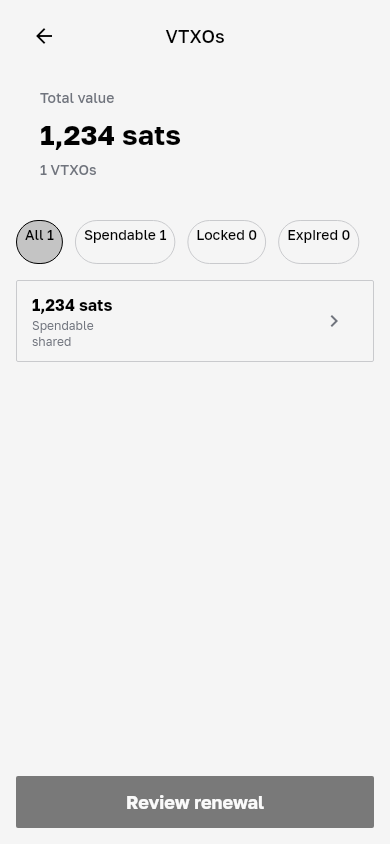 VTXOs
Total value
1,234 sats
1 VTXOs
All 1
Spendable 1
Locked 0
Expired 0
1,234 sats
Spendable
shared
Review renewal